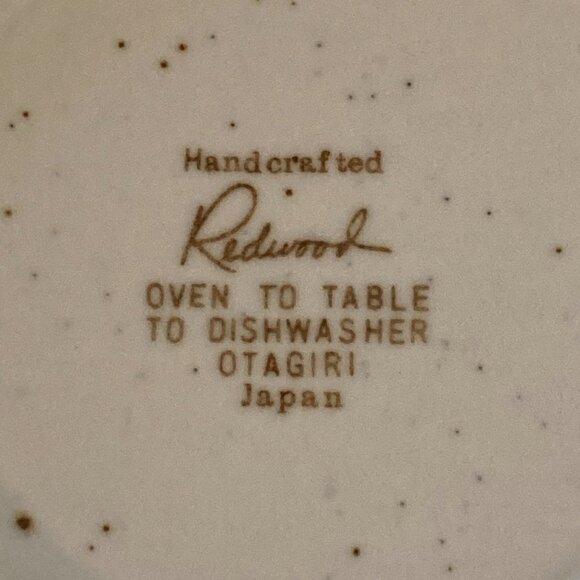 Handcrafted
Redwood
OVEN TO TABLE
TO DISHWASHER
OTAGIRI
Japan